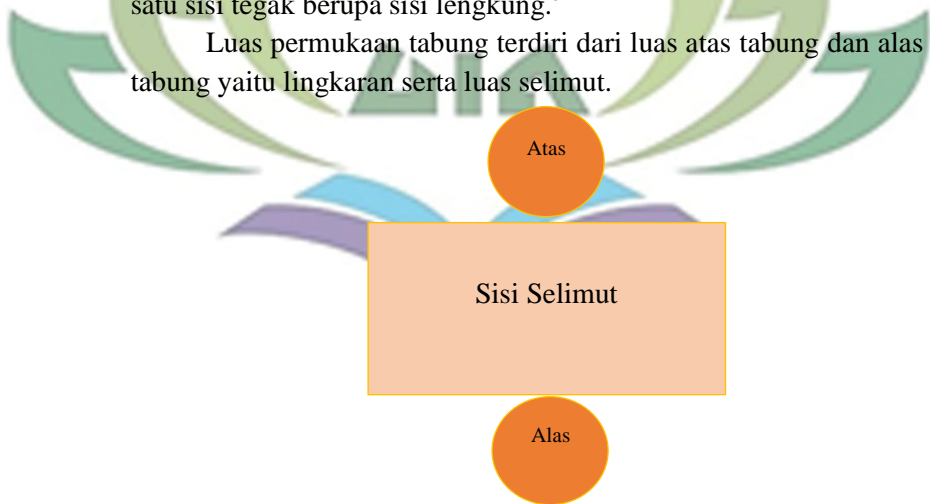 satu sisi tegak berupa sisi lengkung.
Luas permukaan tabung terdiri dari luas atas tabung dan alas
tabung yaitu lingkaran serta luas selimut.
Atas
Sisi Selimut
Alas